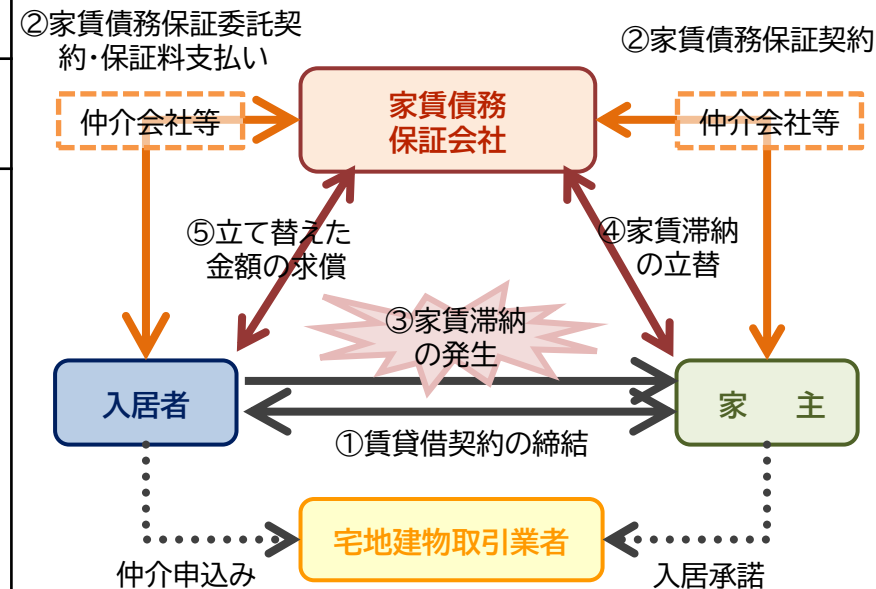 ②家賃債務保証委託契
約・保証料支払い
②家賃債務保証契約
仲介会社等
家賃債務
保証会社
仲介会社等
⑤立て替えた
金額の求償
④家賃滞納
の立替
③家賃滞納
の発生
入居者
家　主
①賃貸借契約の締結
宅地建物取引業者
仲介申込み
入居承諾